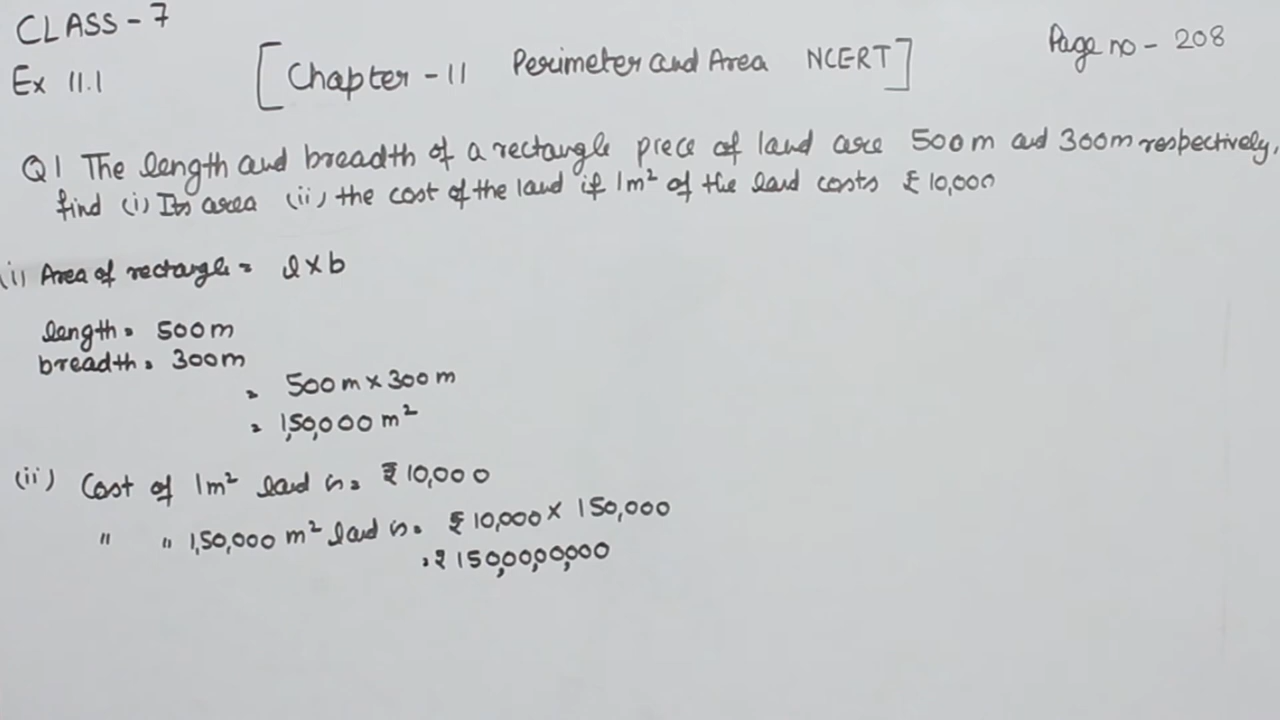 CLASS - 7
Page no - 208
Ex 11.1 [Chapter - 11 Perimeter and Area NCERT]
Q1 The length and breadth of a rectangle piece of land are 500m and 300m respectively,
find (i) Its area (ii) the cost of the land if 1m² of the land costs ₹ 10,000
(i) Area of rectangle = l × b
length = 500m
breadth = 300m
= 500 m × 300 m
= 1,50,000 m²
(ii) Cost of 1m² land is = ₹ 10,000
" " 1,50,000 m² land is = ₹ 10,000 × 150,000
= ₹ 150,00,00,000